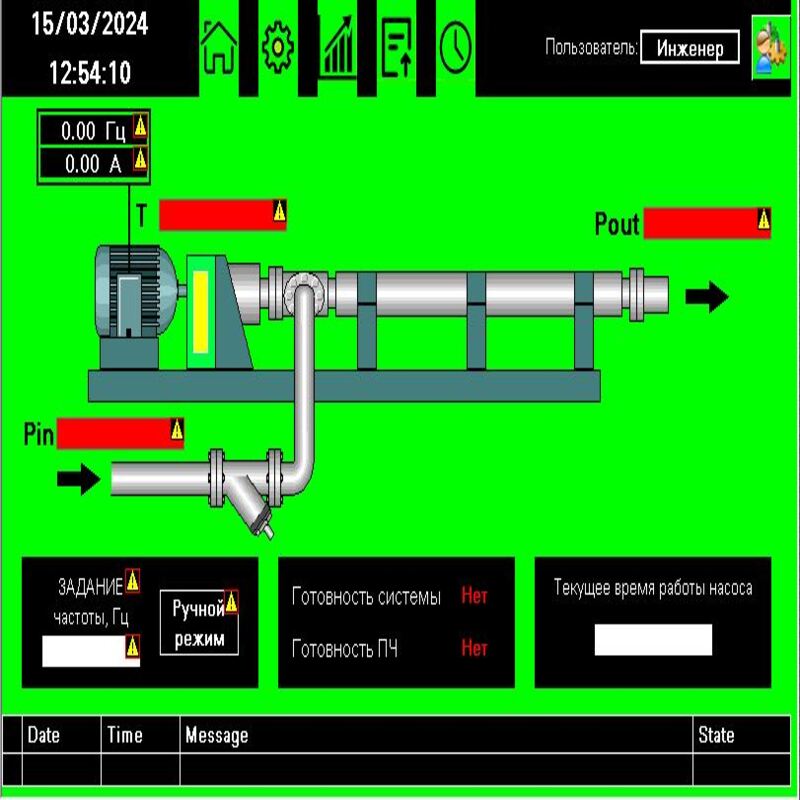 15/03/2024
12:54:10
Пользователь: Инженер
0.00 Гц
0.00 А
T
Pout
Pin
ЗАДАНИЕ
частоты, Гц
Ручной
режим
Готовность системы Нет
Готовность ПЧ Нет
Текущее время работы насоса
Date Time Message State